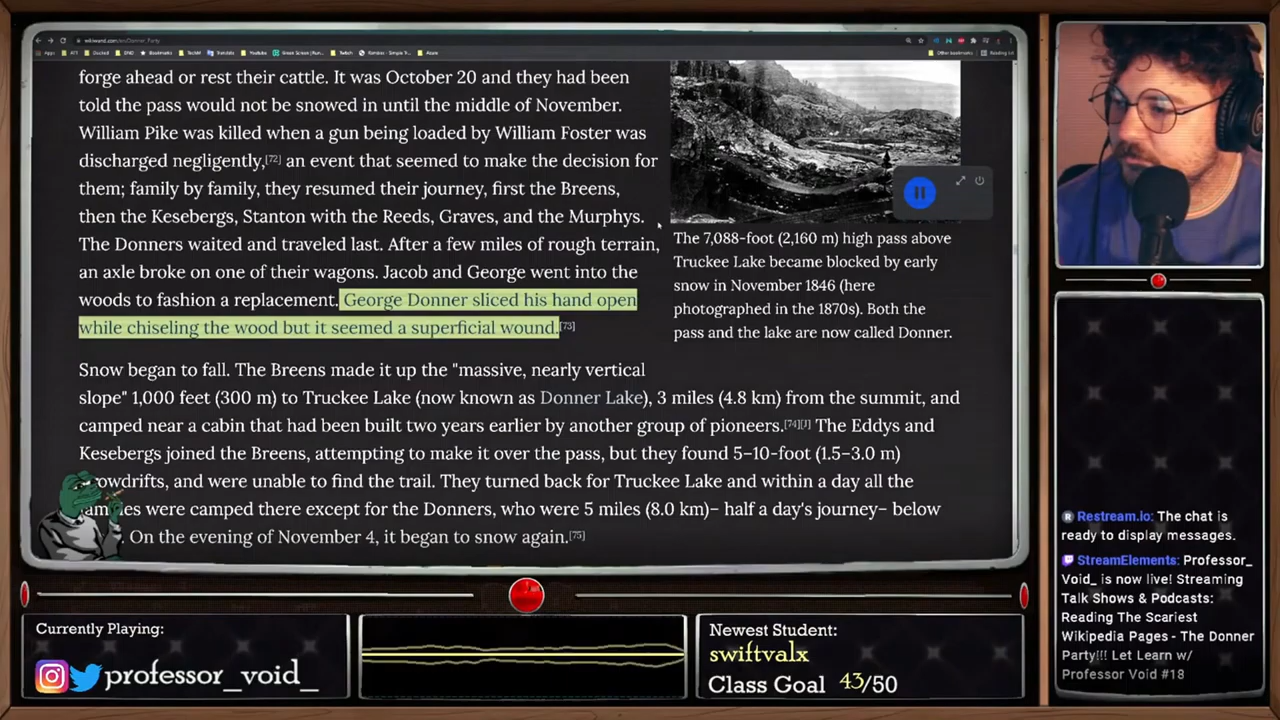 wikiwand.com/en/Donner_Party
forge ahead or rest their cattle. It was October 20 and they had been
told the pass would not be snowed in until the middle of November.
William Pike was killed when a gun being loaded by William Foster was
discharged negligently,[72] an event that seemed to make the decision for
them; family by family, they resumed their journey, first the Breens,
then the Kesebergs, Stanton with the Reeds, Graves, and the Murphys.
The Donners waited and traveled last. After a few miles of rough terrain,
an axle broke on one of their wagons. Jacob and George went into the
woods to fashion a replacement. George Donner sliced his hand open
while chiseling the wood but it seemed a superficial wound.[73]
The 7,088-foot (2,160 m) high pass above
Truckee Lake became blocked by early
snow in November 1846 (here
photographed in the 1870s). Both the
pass and the lake are now called Donner.
Snow began to fall. The Breens made it up the "massive, nearly vertical
slope" 1,000 feet (300 m) to Truckee Lake (now known as Donner Lake), 3 miles (4.8 km) from the summit, and
camped near a cabin that had been built two years earlier by another group of pioneers.[74][J] The Eddys and
Kesebergs joined the Breens, attempting to make it over the pass, but they found 5–10-foot (1.5–3.0 m)
owdrifts, and were unable to find the trail. They turned back for Truckee Lake and within a day all the
families were camped there except for the Donners, who were 5 miles (8.0 km)– half a day's journey– below
On the evening of November 4, it began to snow again.[75]
Restream.io: The chat is
ready to display messages.
StreamElements: Professor_
Void_ is now live! Streaming
Talk Shows & Podcasts:
Reading The Scariest
Wikipedia Pages - The Donner
Party!!! Let Learn w/
Professor Void #18
Currently Playing:
professor_void_
Newest Student:
swiftvalx
Class Goal 43/50